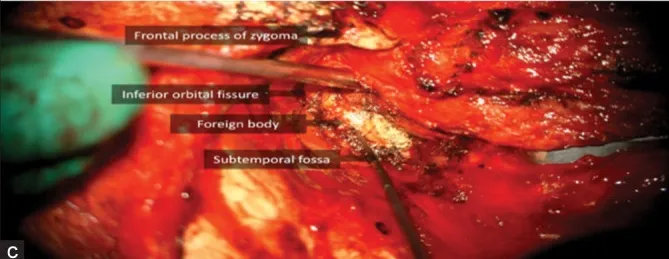 Frontal process of zygoma
Inferior orbital fissure
Foreign body
Subtemporal fossa
C